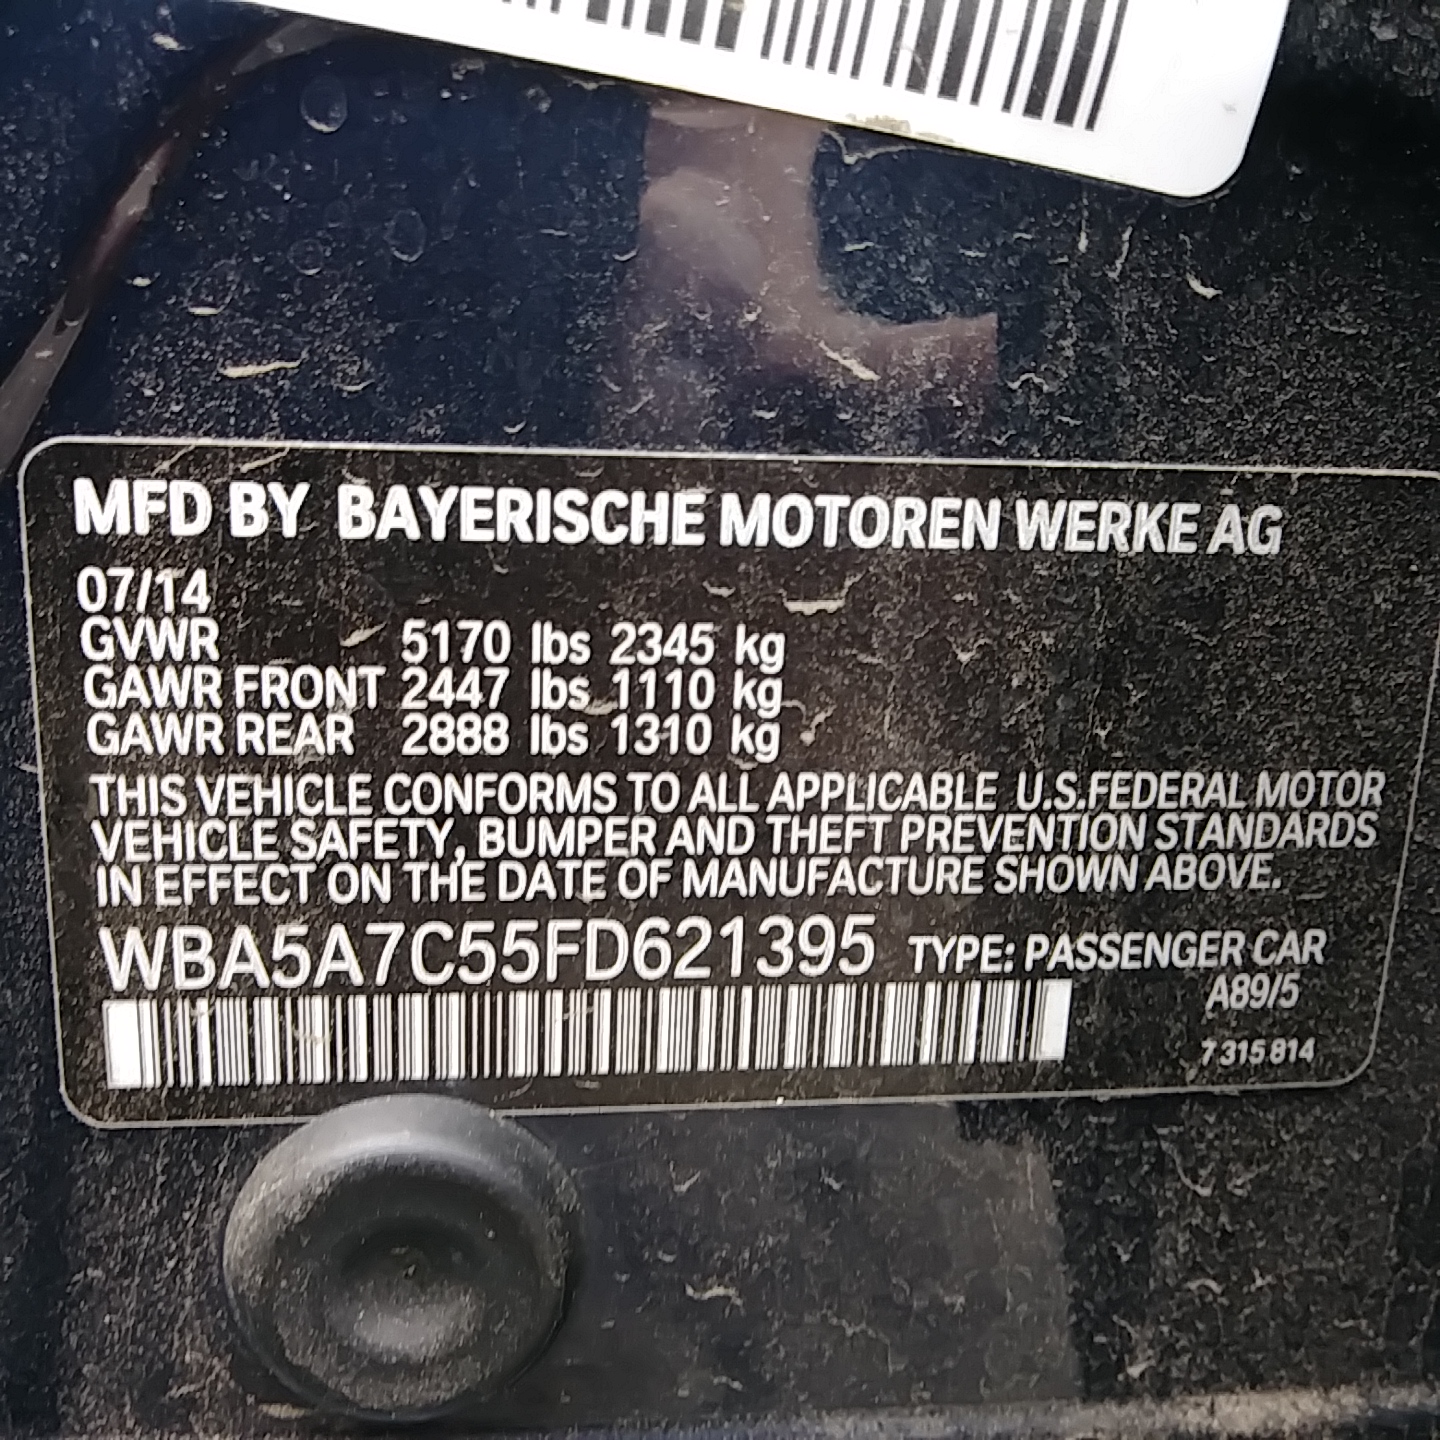 MFD BY BAYERISCHE MOTOREN WERKE AG
07/14
GVWR 5170 lbs 2345 kg
GAWR FRONT 2447 lbs 1110 kg
GAWR REAR 2888 lbs 1310 kg
THIS VEHICLE CONFORMS TO ALL APPLICABLE U.S.FEDERAL MOTOR
VEHICLE SAFETY, BUMPER AND THEFT PREVENTION STANDARDS
IN EFFECT ON THE DATE OF MANUFACTURE SHOWN ABOVE.
WBA5A7C55FD621395 TYPE: PASSENGER CAR
A89/5
7 315 814